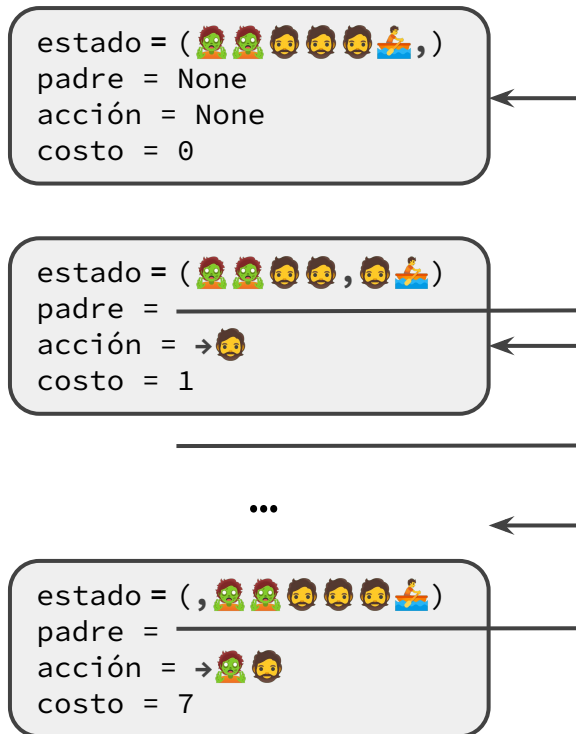 estado = (🧟🧟🧔🧔🧔🚣,)
padre = None
acción = None
costo = 0
estado = (🧟🧟🧔🧔,🧔🚣)
padre =
acción = →🧔
costo = 1
...
estado = (,🧟🧟🧔🧔🧔🚣)
padre =
acción = →🧟🧔
costo = 7